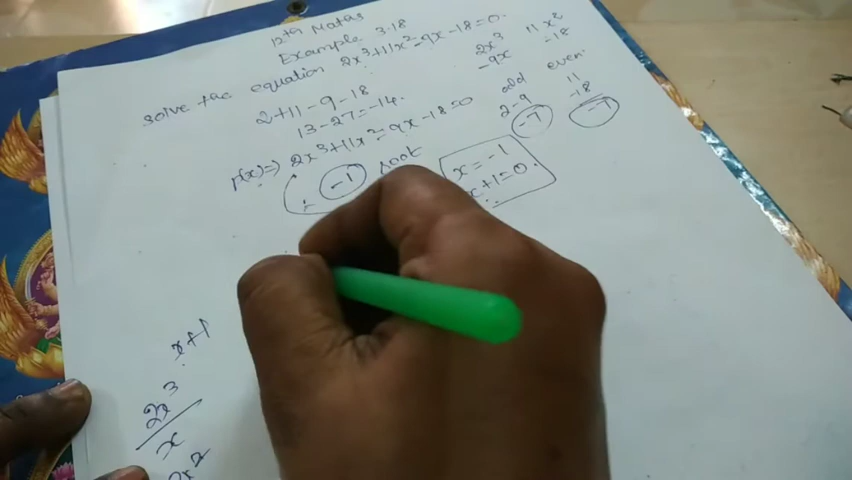 12th Maths
Example 3.18
Solve the equation 2x³+11x²-9x-18=0.
2+11-9-18
13-27=-14.
p(x)=> 2x³+11x²-9x-18=0
-1 root
x=-1
x+1=0.
2x³ 11x²
-9x -18
odd even
2-9 11
-7 -18
-7
x+1
2x³
x